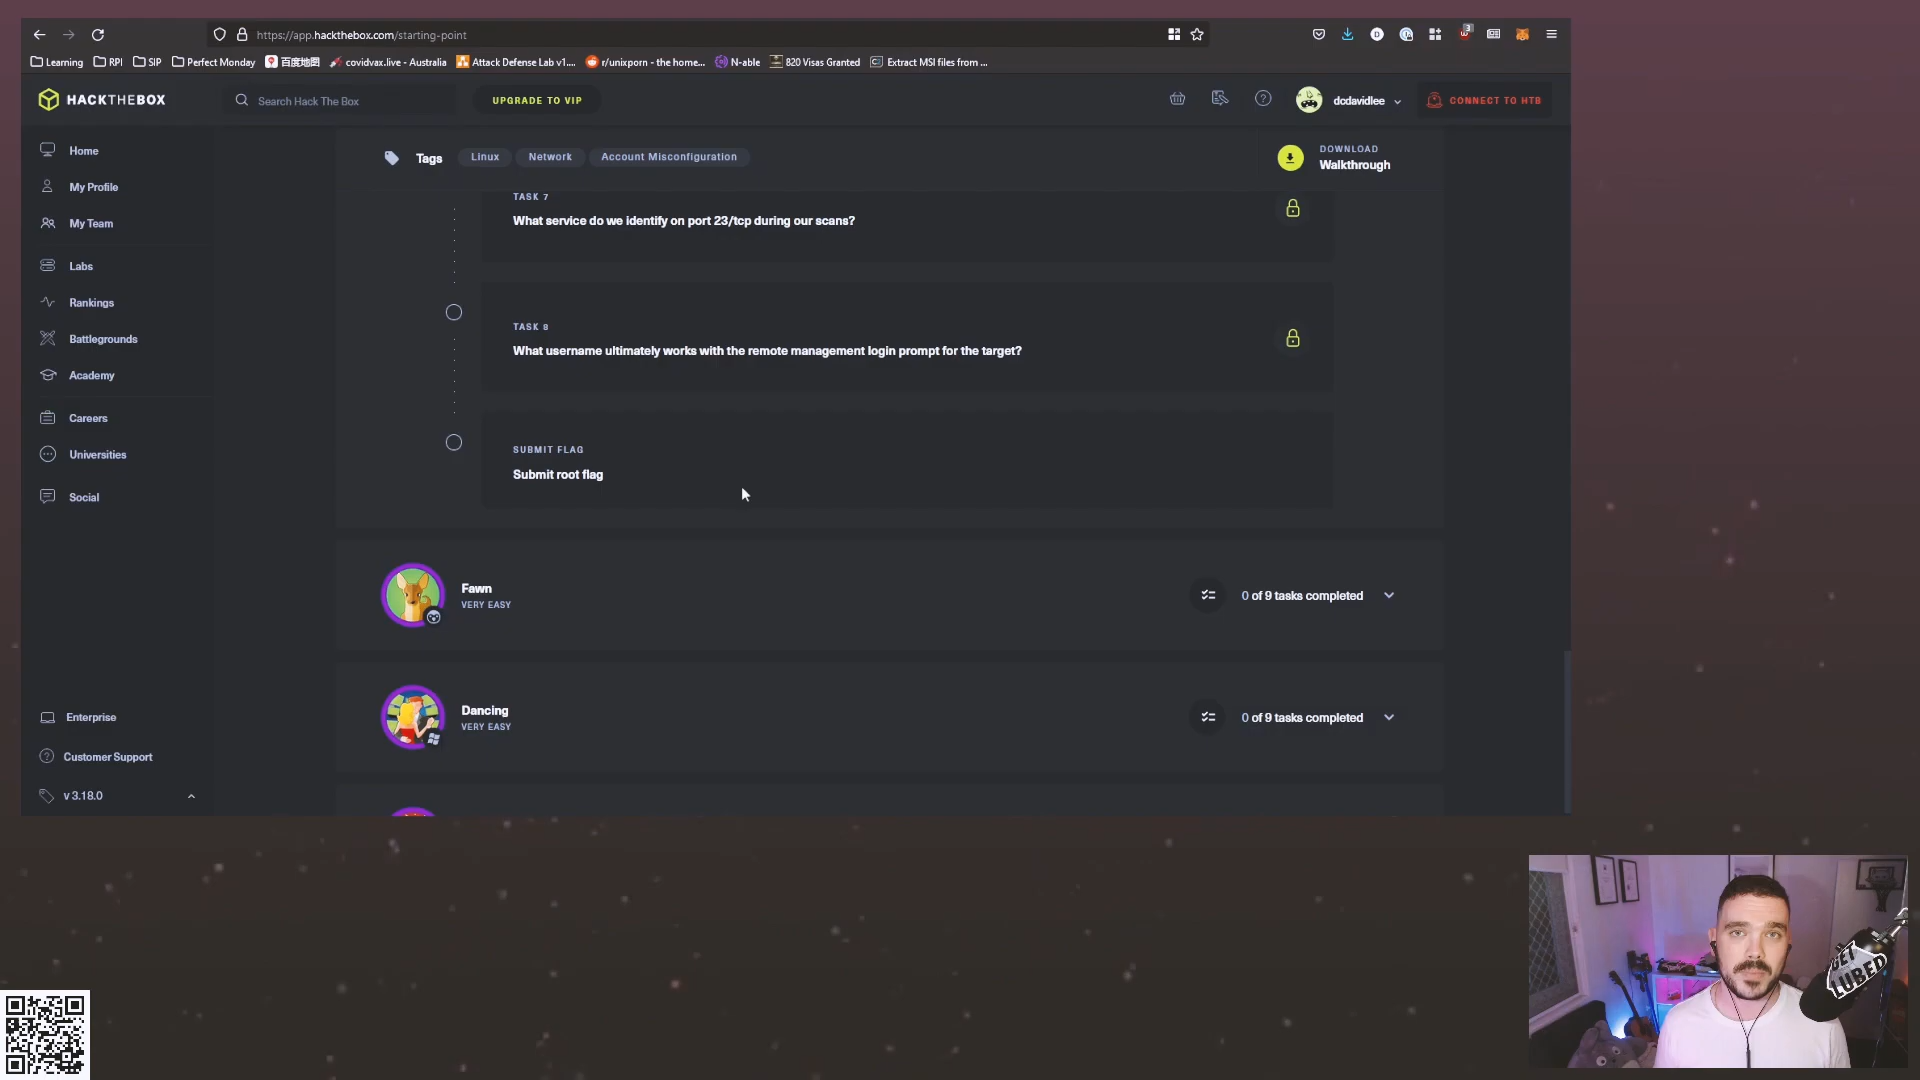 https://app.hackthebox.com/starting-point
Learning RPI SIP Perfect Monday 百度地图 covidvax.live - Australia Attack Defense Lab v1.... r/unixporn - the home... N-able 820 Visas Granted Extract MSI files from ...
HACKTHEBOX Search Hack The Box UPGRADE TO VIP dcdavidlee CONNECT TO HTB
Home
My Profile
My Team
Labs
Rankings
Battlegrounds
Academy
Careers
Universities
Social
Enterprise
Customer Support
v 3.18.0
Tags Linux Network Account Misconfiguration
DOWNLOAD
Walkthrough
TASK 7
What service do we identify on port 23/tcp during our scans?
TASK 8
What username ultimately works with the remote management login prompt for the target?
SUBMIT FLAG
Submit root flag
Fawn
VERY EASY
0 of 9 tasks completed
Dancing
VERY EASY
0 of 9 tasks completed
GET
LUBED